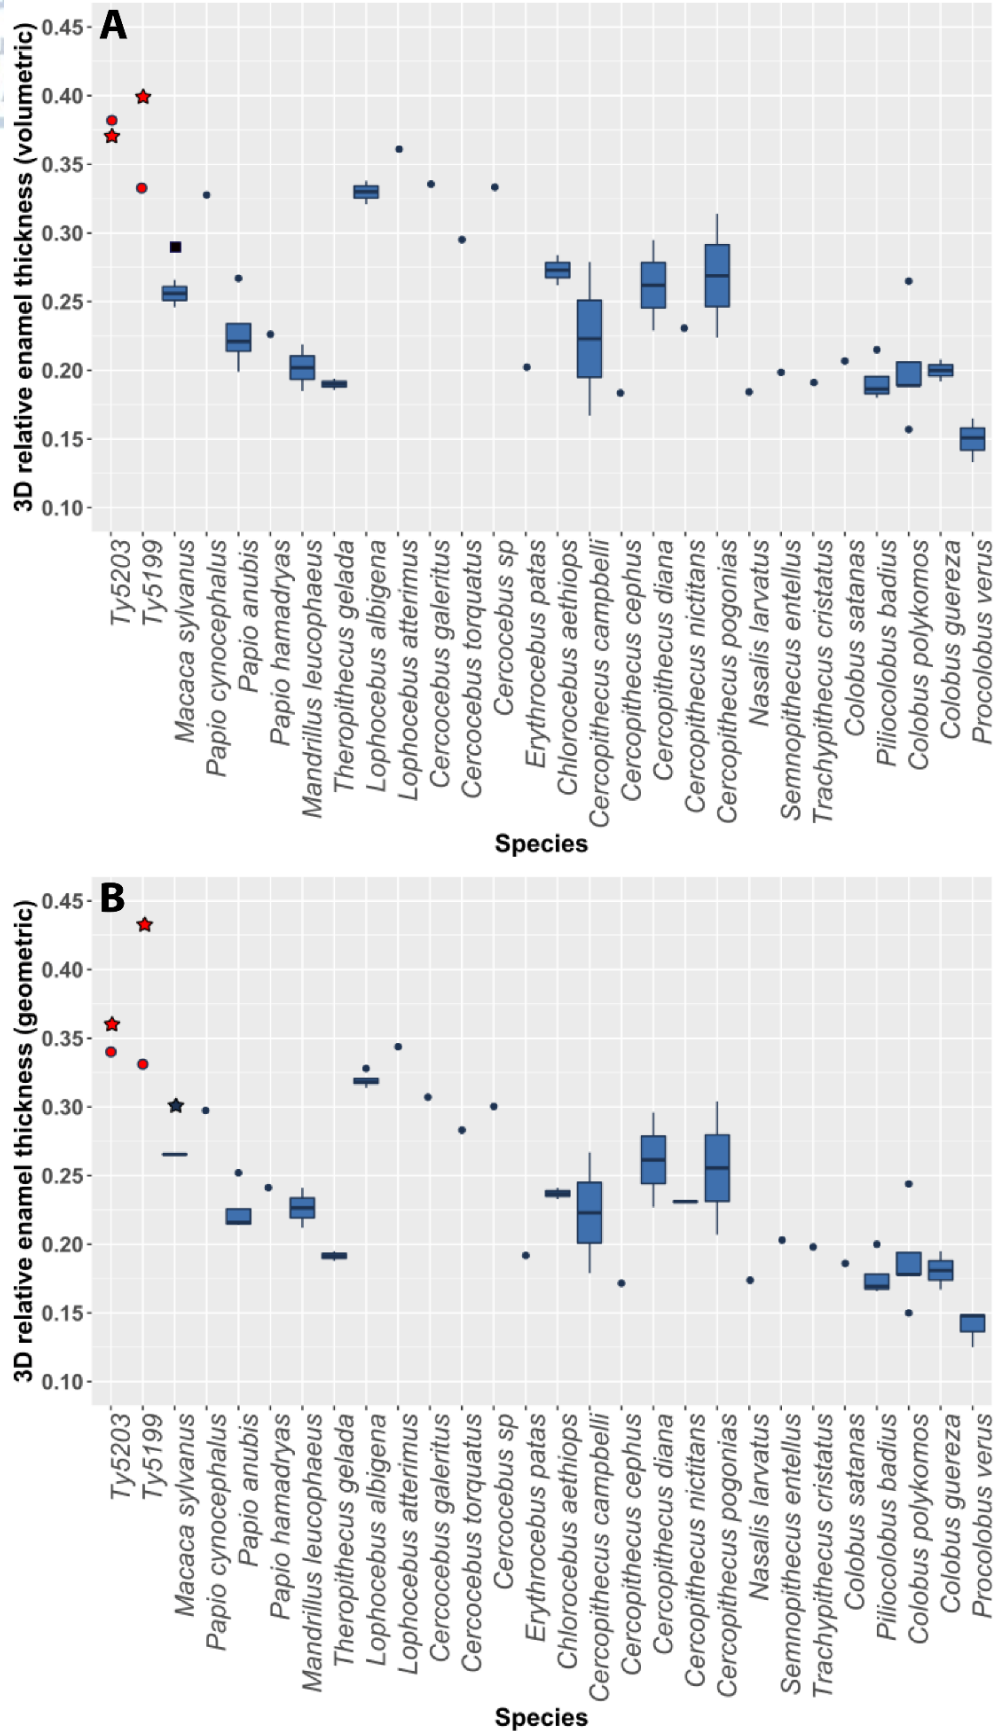 A
3D relative enamel thickness (volumetric)
0.45
0.40
0.35
0.30
0.25
0.20
0.15
0.10
Ty5203
Ty5199
Macaca sylvanus
Papio cynocephalus
Papio anubis
Papio hamadryas
Mandrillus leucophaeus
Theropithecus gelada
Lophocebus albigena
Lophocebus atterimus
Cercocebus galeritus
Cercocebus torquatus
Cercocebus sp
Erythrocebus patas
Chlorocebus aethiops
Cercopithecus campbelli
Cercopithecus cephus
Cercopithecus diana
Cercopithecus nictitans
Cercopithecus pogonias
Nasalis larvatus
Semnopithecus entellus
Trachypithecus cristatus
Colobus satanas
Piliocolobus badius
Colobus polykomos
Colobus guereza
Procolobus verus
Species
B
3D relative enamel thickness (geometric)
0.45
0.40
0.35
0.30
0.25
0.20
0.15
0.10
Ty5203
Ty5199
Macaca sylvanus
Papio cynocephalus
Papio anubis
Papio hamadryas
Mandrillus leucophaeus
Theropithecus gelada
Lophocebus albigena
Lophocebus atterimus
Cercocebus galeritus
Cercocebus torquatus
Cercocebus sp
Erythrocebus patas
Chlorocebus aethiops
Cercopithecus campbelli
Cercopithecus cephus
Cercopithecus diana
Cercopithecus nictitans
Cercopithecus pogonias
Nasalis larvatus
Semnopithecus entellus
Trachypithecus cristatus
Colobus satanas
Piliocolobus badius
Colobus polykomos
Colobus guereza
Procolobus verus
Species